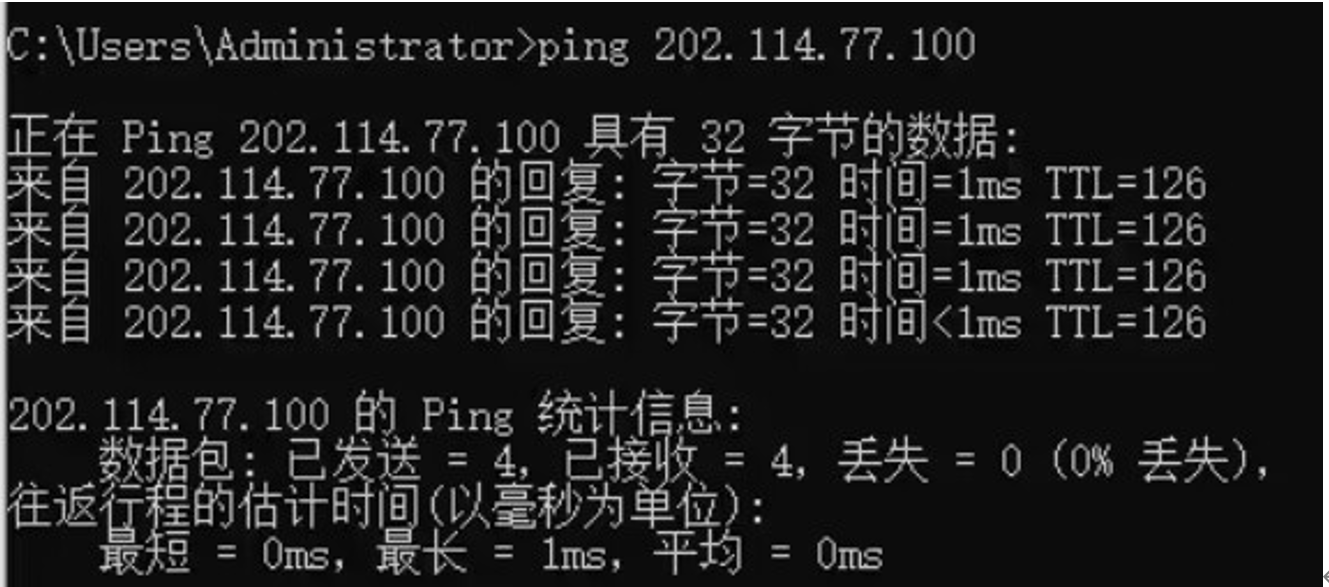 C:\Users\Administrator>ping 202.114.77.100
正在 Ping 202.114.77.100 具有 32 字节的数据:
来自 202.114.77.100 的回复: 字节=32 时间=1ms TTL=126
来自 202.114.77.100 的回复: 字节=32 时间=1ms TTL=126
来自 202.114.77.100 的回复: 字节=32 时间=1ms TTL=126
来自 202.114.77.100 的回复: 字节=32 时间<1ms TTL=126
202.114.77.100 的 Ping 统计信息:
数据包: 已发送 = 4, 已接收 = 4, 丢失 = 0 (0% 丢失),
往返行程的估计时间(以毫秒为单位):
最短 = 0ms, 最长 = 1ms, 平均 = 0ms